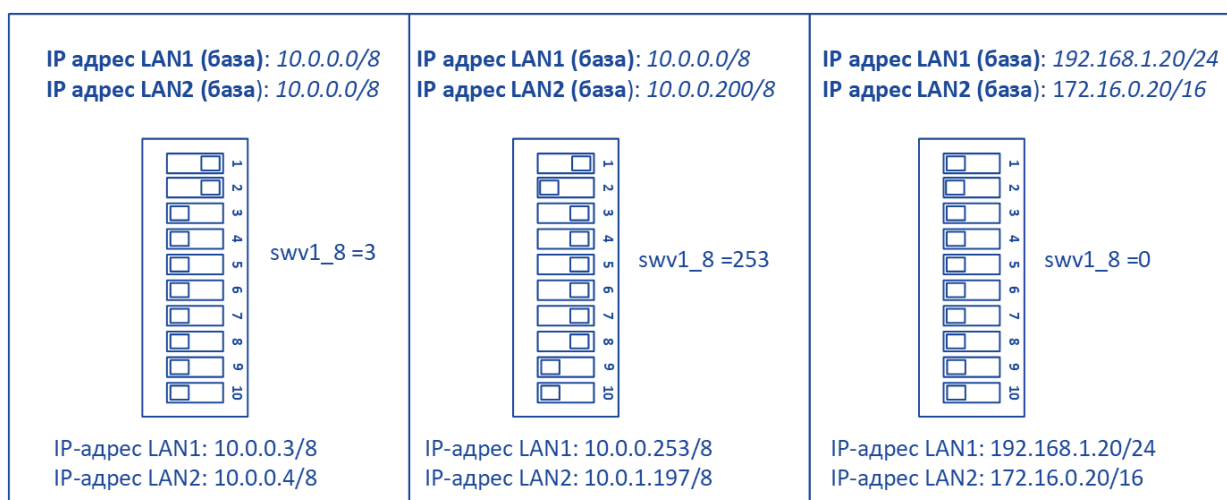 IP адрес LAN1 (база): 10.0.0.0/8
IP адрес LAN2 (база): 10.0.0.0/8
1
2
3
4
5
6
7
8
9
10
swv1_8 =3
IP-адрес LAN1: 10.0.0.3/8
IP-адрес LAN2: 10.0.0.4/8
IP адрес LAN1 (база): 10.0.0.0/8
IP адрес LAN2 (база): 10.0.0.200/8
1
2
3
4
5
6
7
8
9
10
swv1_8 =253
IP-адрес LAN1: 10.0.0.253/8
IP-адрес LAN2: 10.0.1.197/8
IP адрес LAN1 (база): 192.168.1.20/24
IP адрес LAN2 (база): 172.16.0.20/16
1
2
3
4
5
6
7
8
9
10
swv1_8 =0
IP-адрес LAN1: 192.168.1.20/24
IP-адрес LAN2: 172.16.0.20/16